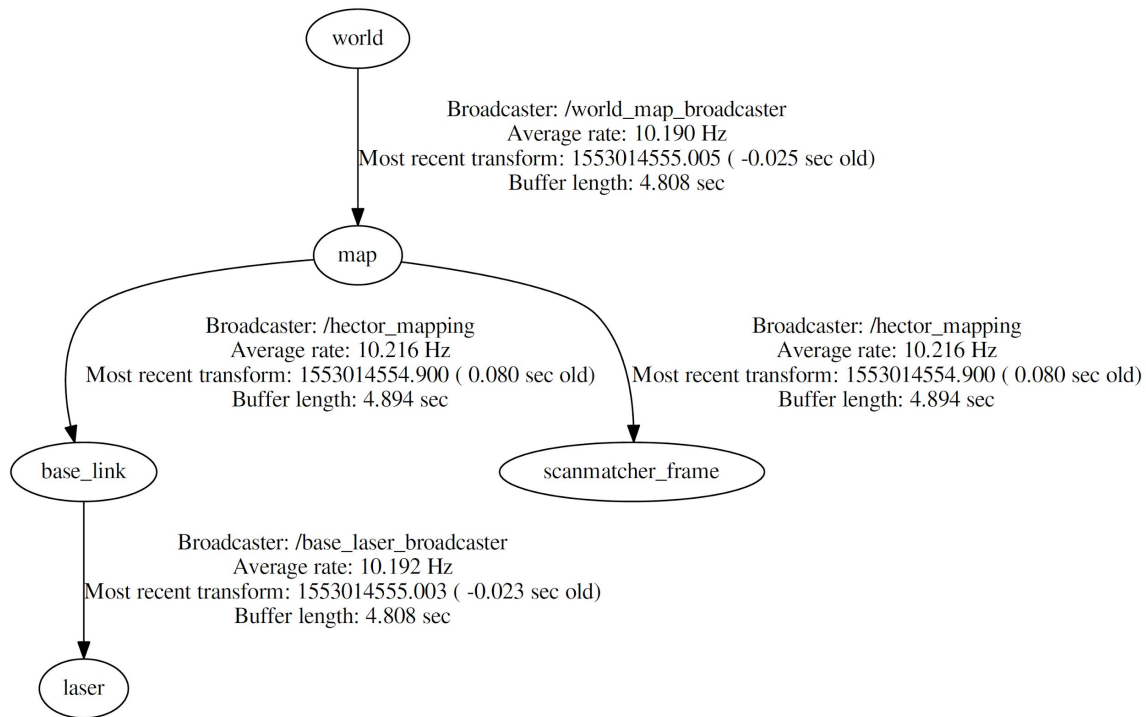 world
Broadcaster: /world_map_broadcaster
Average rate: 10.190 Hz
Most recent transform: 1553014555.005 ( -0.025 sec old)
Buffer length: 4.808 sec
map
Broadcaster: /hector_mapping
Average rate: 10.216 Hz
Most recent transform: 1553014554.900 ( 0.080 sec old)
Buffer length: 4.894 sec
Broadcaster: /hector_mapping
Average rate: 10.216 Hz
Most recent transform: 1553014554.900 ( 0.080 sec old)
Buffer length: 4.894 sec
base_link
scanmatcher_frame
Broadcaster: /base_laser_broadcaster
Average rate: 10.192 Hz
Most recent transform: 1553014555.003 ( -0.023 sec old)
Buffer length: 4.808 sec
laser